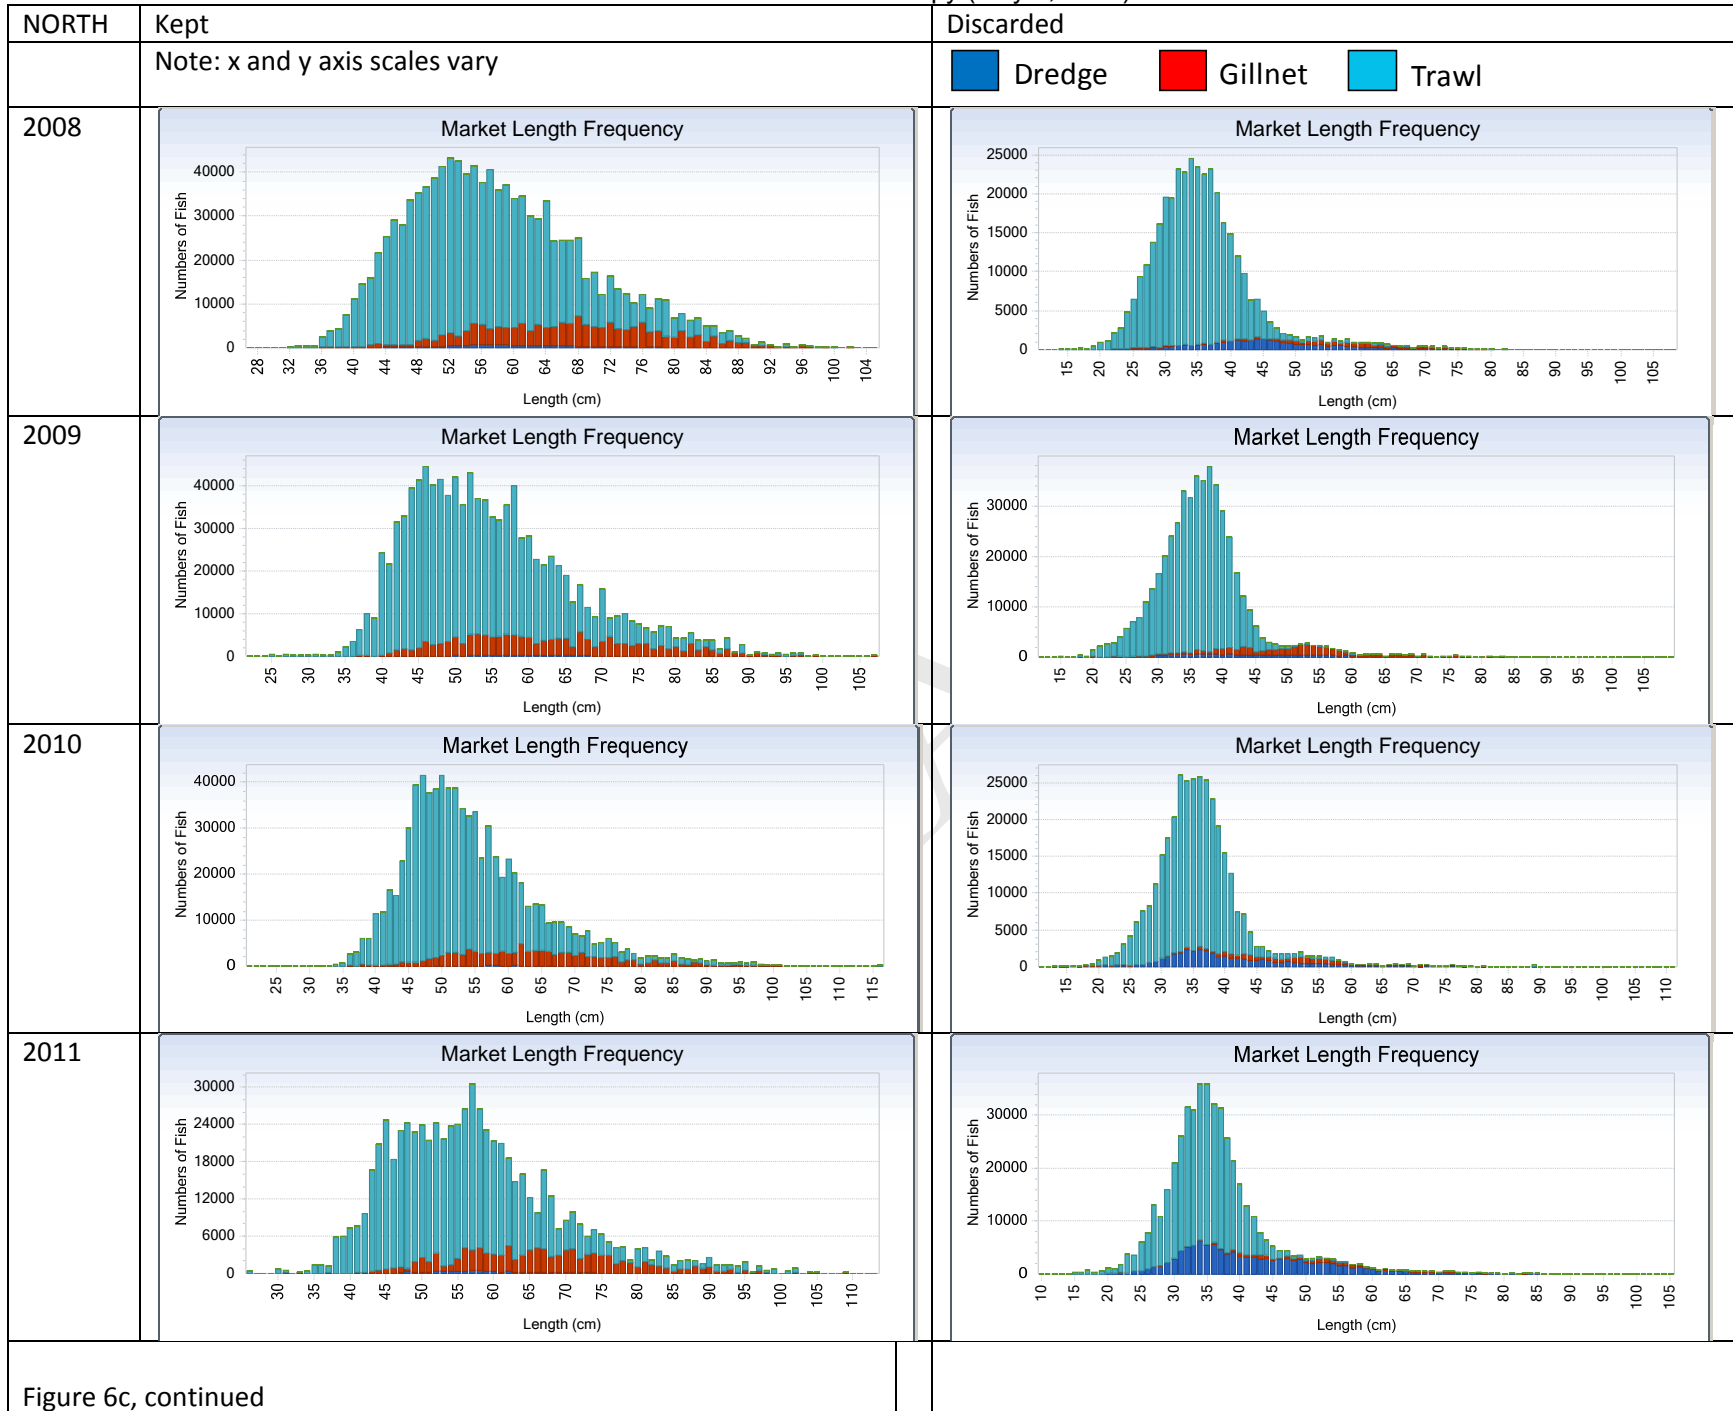 NORTH Kept Discarded
Note: x and y axis scales vary Dredge Gillnet Trawl
2008
Market Length Frequency
Numbers of Fish
40000
30000
20000
10000
0
28 32 36 40 44 48 52 56 60 64 68 72 76 80 84 88 92 96 100 104
Length (cm)
Market Length Frequency
Numbers of Fish
25000
20000
15000
10000
5000
0
15 20 25 30 35 40 45 50 55 60 65 70 75 80 85 90 95 100 105
Length (cm)
2009
Market Length Frequency
Numbers of Fish
40000
30000
20000
10000
0
25 30 35 40 45 50 55 60 65 70 75 80 85 90 95 100 105
Length (cm)
Market Length Frequency
Numbers of Fish
30000
20000
10000
0
15 20 25 30 35 40 45 50 55 60 65 70 75 80 85 90 95 100 105
Length (cm)
2010
Market Length Frequency
Numbers of Fish
40000
30000
20000
10000
0
25 30 35 40 45 50 55 60 65 70 75 80 85 90 95 100 105 110 115
Length (cm)
Market Length Frequency
Numbers of Fish
25000
20000
15000
10000
5000
0
15 20 25 30 35 40 45 50 55 60 65 70 75 80 85 90 95 100 105 110
Length (cm)
2011
Market Length Frequency
Numbers of Fish
30000
24000
18000
12000
6000
0
30 35 40 45 50 55 60 65 70 75 80 85 90 95 100 105 110
Length (cm)
Market Length Frequency
Numbers of Fish
30000
20000
10000
0
10 15 20 25 30 35 40 45 50 55 60 65 70 75 80 85 90 95 100 105
Length (cm)
Figure 6c, continued